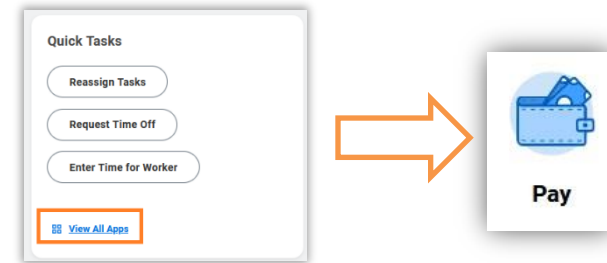 Quick Tasks
Reassign Tasks
Request Time Off
Enter Time for Worker
View All Apps
Pay